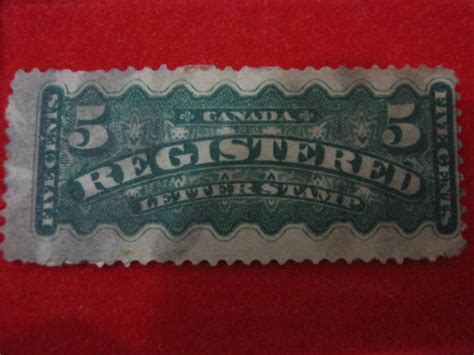 FIVE CENTS
5
CANADA
5
REGISTERED
LETTER STAMP
FIVE CENTS